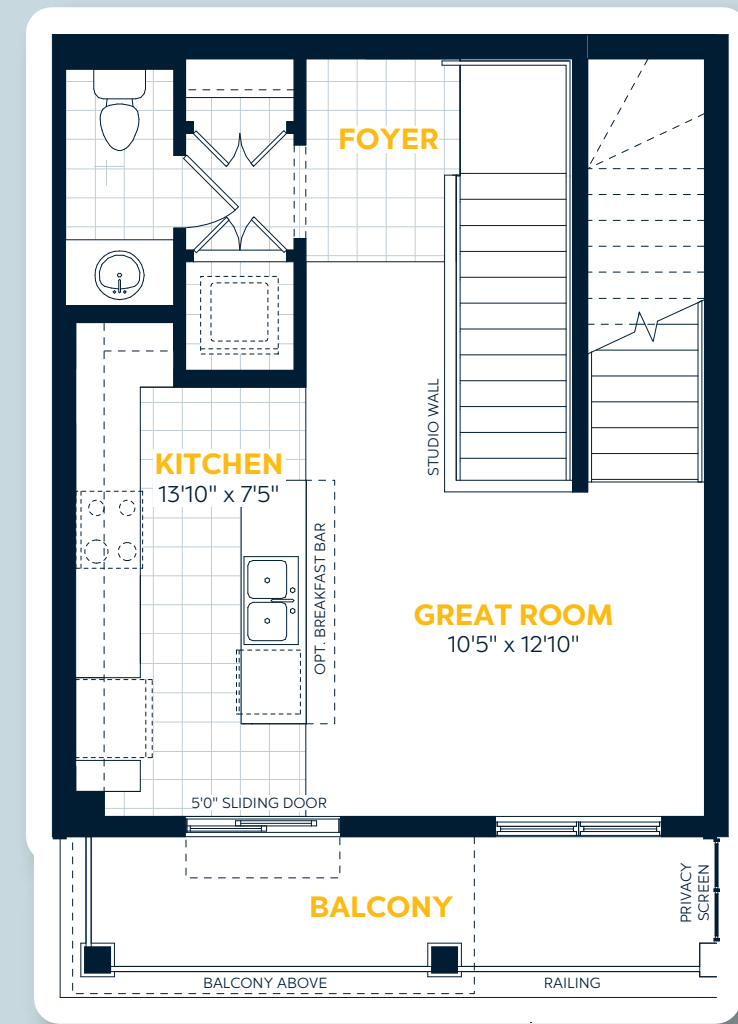 FOYER
STUDIO WALL
KITCHEN
13'10" x 7'5"
OPT. BREAKFAST BAR
GREAT ROOM
10'5" x 12'10"
5'0" SLIDING DOOR
BALCONY
PRIVACY
SCREEN
BALCONY ABOVE
RAILING